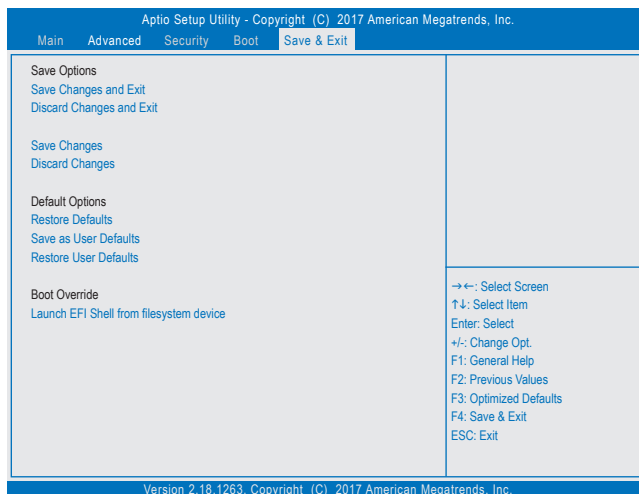 Aptio Setup Utility - Copyright (C) 2017 American Megatrends, Inc.
Main Advanced Security Boot Save & Exit
Save Options
Save Changes and Exit
Discard Changes and Exit
Save Changes
Discard Changes
Default Options
Restore Defaults
Save as User Defaults
Restore User Defaults
Boot Override
Launch EFI Shell from filesystem device
→←: Select Screen
↑↓: Select Item
Enter: Select
+/-: Change Opt.
F1: General Help
F2: Previous Values
F3: Optimized Defaults
F4: Save & Exit
ESC: Exit
Version 2.18.1263. Copyright (C) 2017 American Megatrends, Inc.